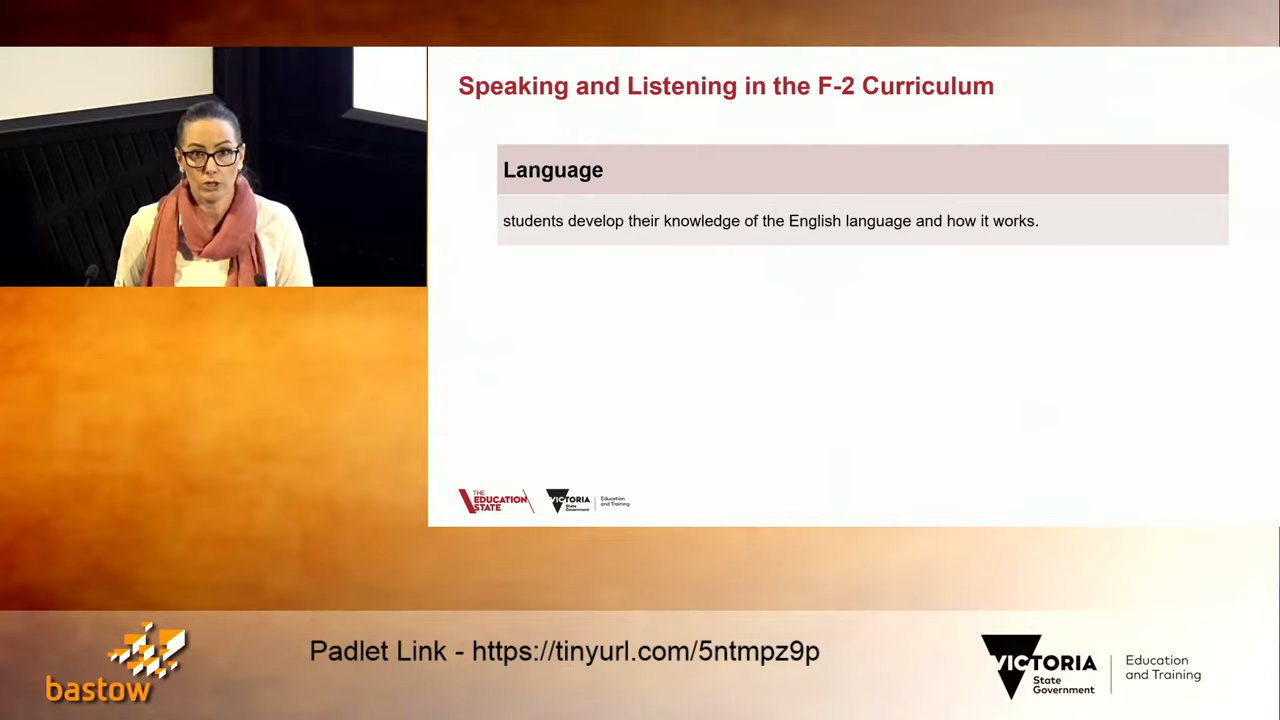 Speaking and Listening in the F-2 Curriculum
Language
students develop their knowledge of the English language and how it works.
THE
EDUCATION
STATE
VICTORIA
State
Government
Education
and Training
Padlet Link - https://tinyurl.com/5ntmpz9p
bastow
VICTORIA
State
Government
Education
and Training